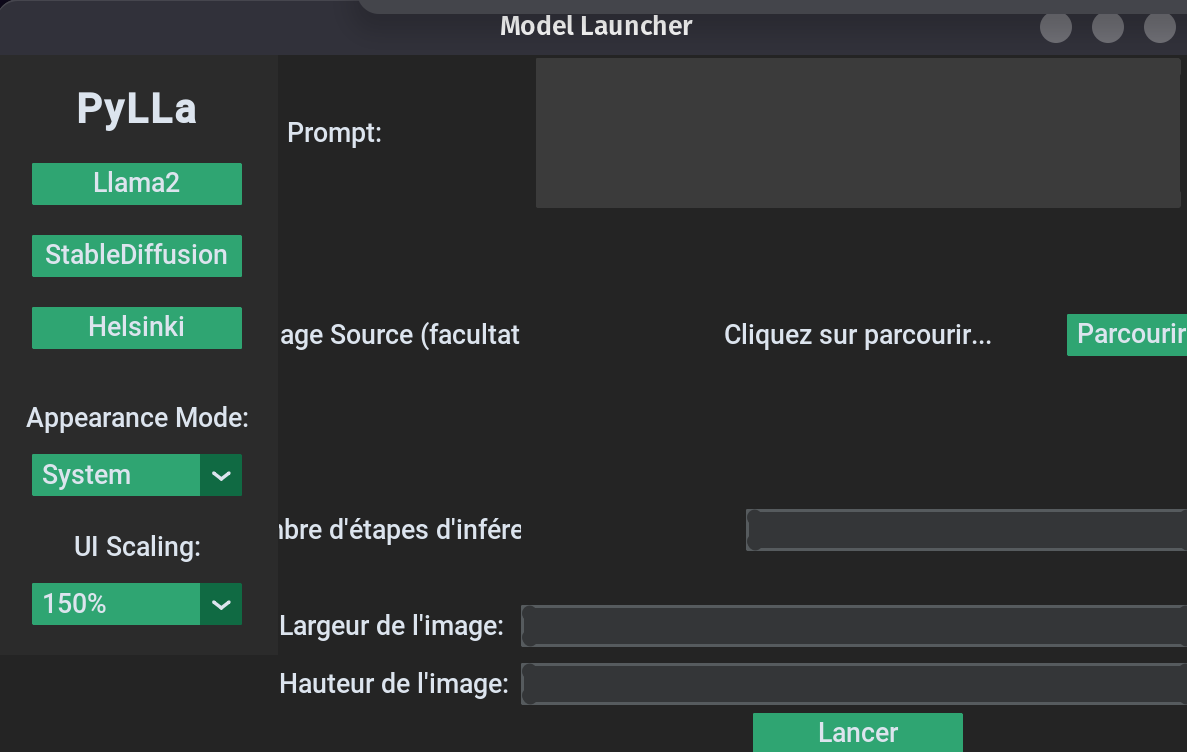 Model Launcher
PyLLa
Llama2
StableDiffusion
Helsinki
Appearance Mode:
System
UI Scaling:
150%
Prompt:
age Source (facultat
Cliquez sur parcourir...
Parcourir
nbre d'étapes d'infére
Largeur de l'image:
Hauteur de l'image:
Lancer